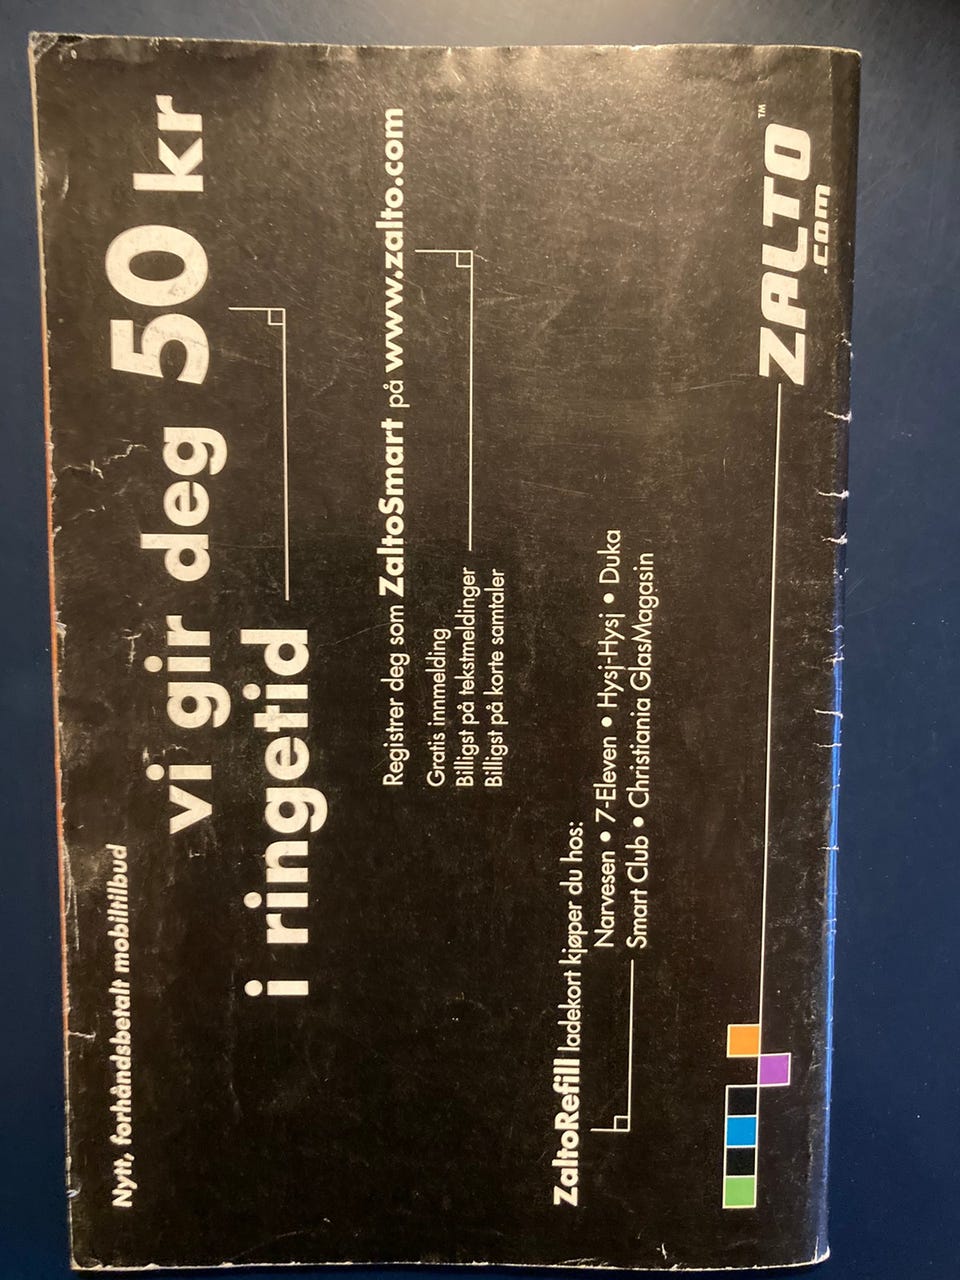 Nytt, forhåndsbetalt mobiltilbud
vi gir deg 50 kr
i ringetid
Registrer deg som ZaltoSmart på www.zalto.com
Gratis innmelding
Billigst på tekstmeldinger
Billigst på korte samtaler
ZaltoRefill ladekort kjøper du hos:
Narvesen • 7-Eleven • Hysj-Hysj • Duka
Smart Club • Christiania GlasMagasin
ZALTO™
.com